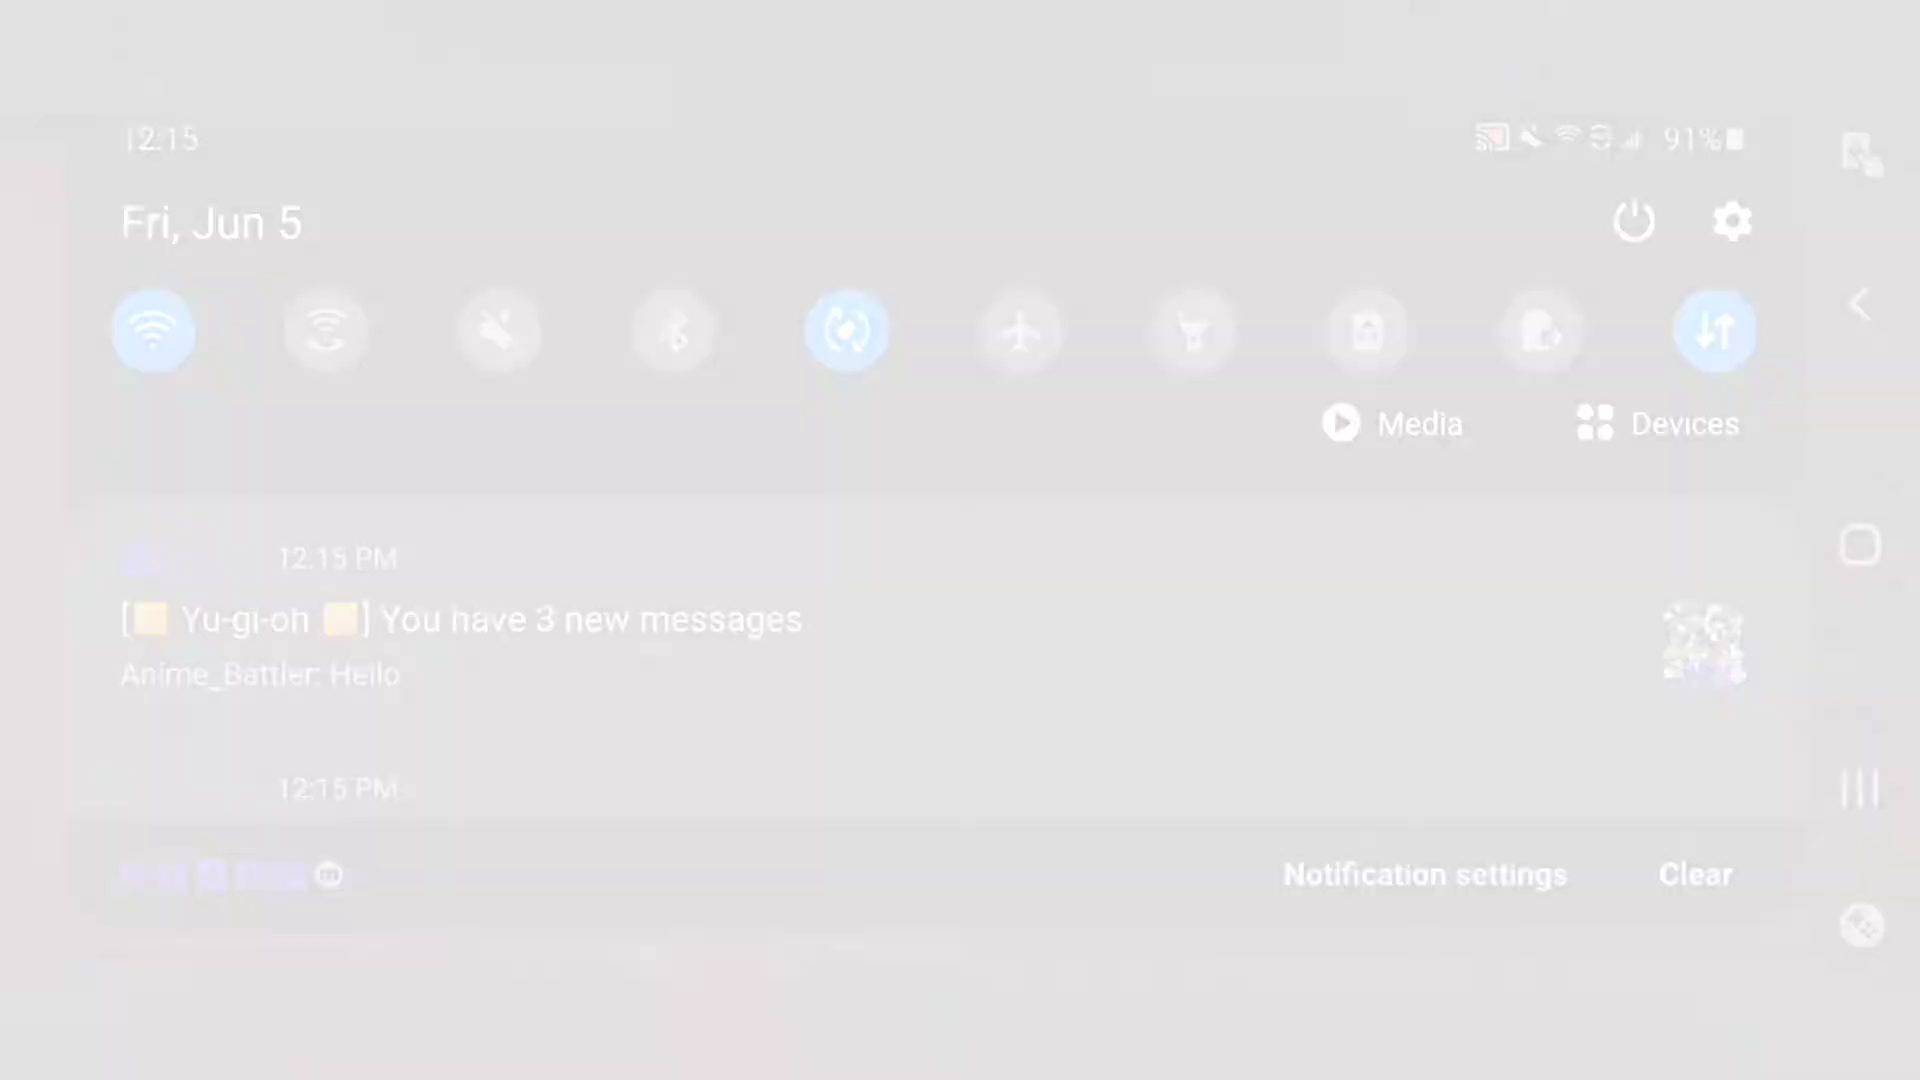 12:15
91%
Fri, Jun 5
Media
Devices
12:15 PM
[🟨 Yu-gi-oh 🟨] You have 3 new messages
Anime_Battler: Hello
12:15 PM
Notification settings
Clear